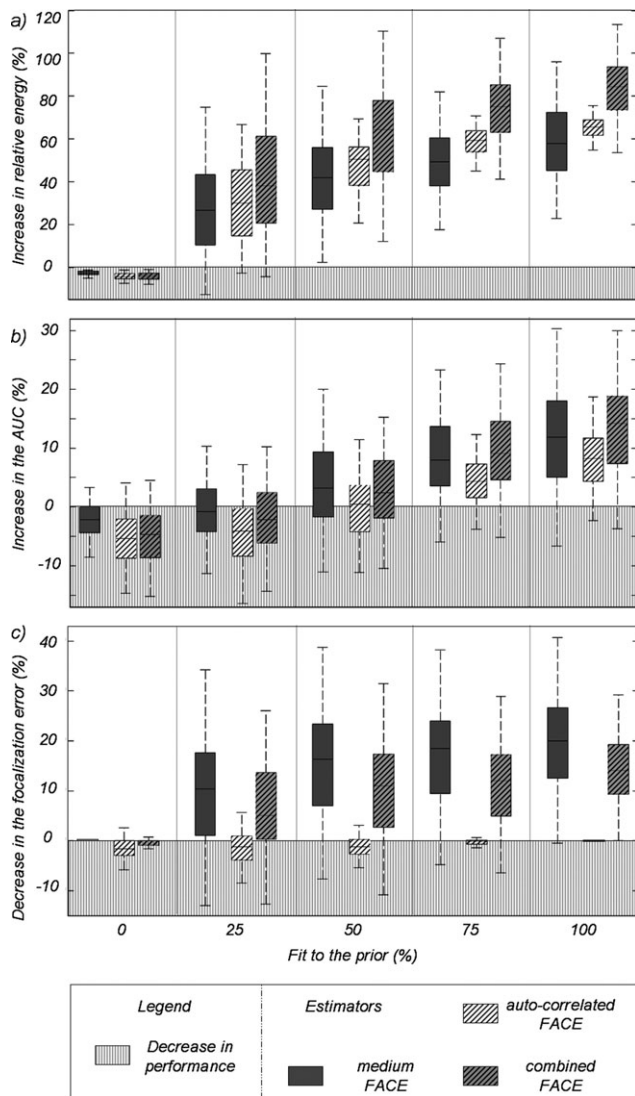 a)
Increase in relative energy (%)
120
100
80
60
40
20
0
b)
Increase in the AUC (%)
30
20
10
0
-10
c)
Decrease in the focalization error (%)
40
30
20
10
0
-10
0 25 50 75 100
Fit to the prior (%)
Legend
Decrease in
performance
Estimators
medium
FACE
auto-correlated
FACE
combined
FACE